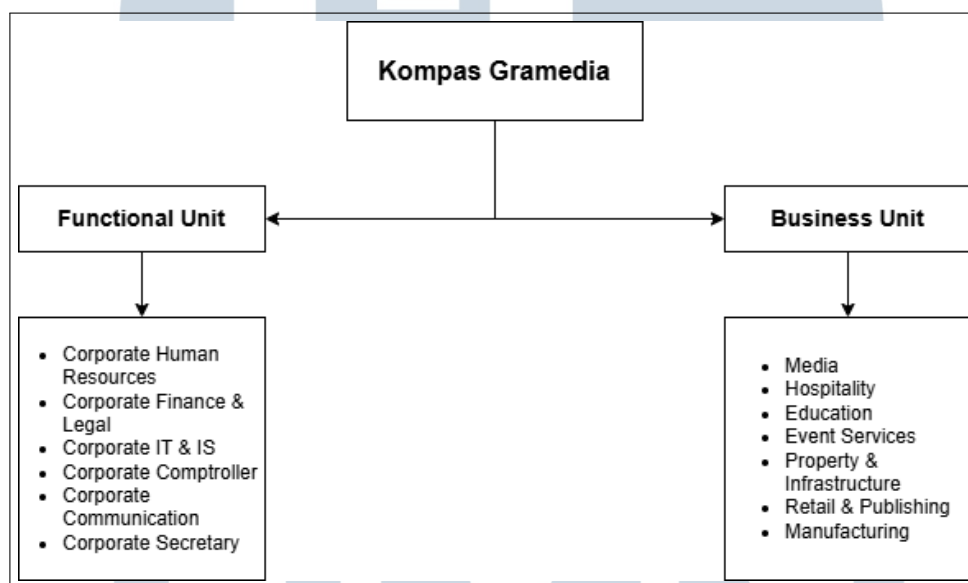 Kompas Gramedia
Functional Unit
Business Unit
• Corporate Human
Resources
• Corporate Finance &
Legal
• Corporate IT & IS
• Corporate Comptroller
• Corporate
Communication
• Corporate Secretary
• Media
• Hospitality
• Education
• Event Services
• Property &
Infrastructure
• Retail & Publishing
• Manufacturing